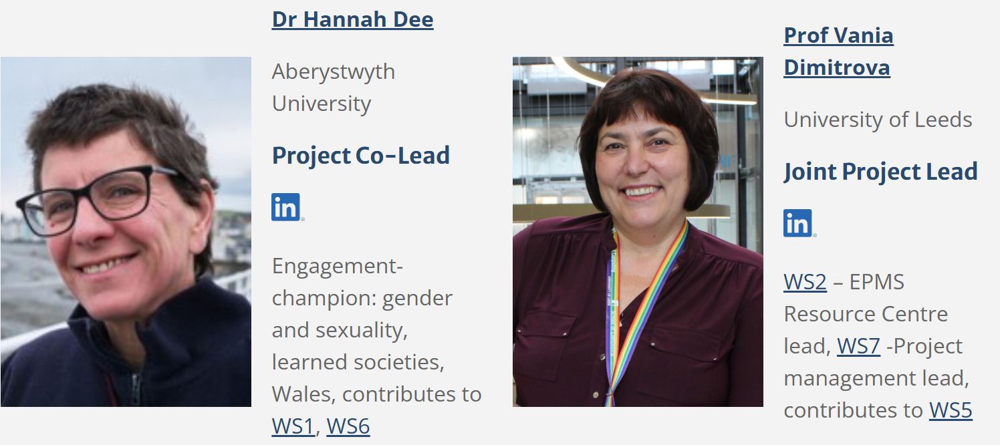 Dr Hannah Dee
Aberystwyth
University
Project Co-Lead
in
Engagement-
champion: gender
and sexuality,
learned societies,
Wales, contributes to
WS1, WS6
Prof Vania
Dimitrova
University of Leeds
Joint Project Lead
in
WS2 – EPMS
Resource Centre
lead, WS7 -Project
management lead,
contributes to WS5